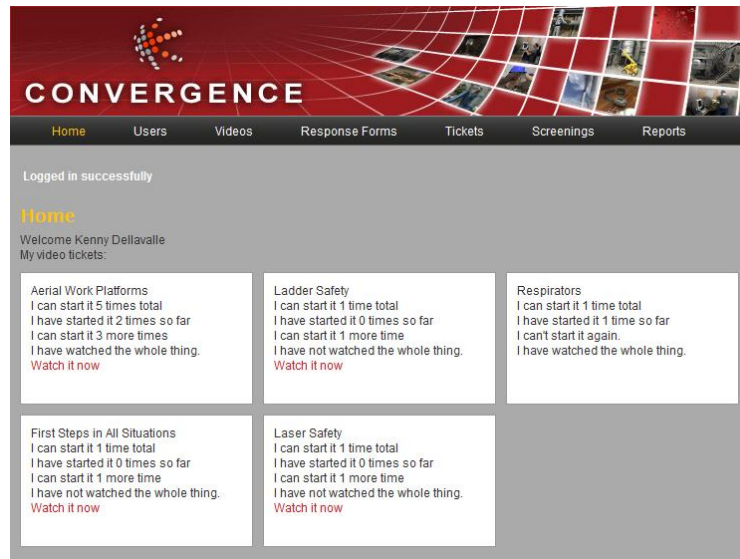 CONVERGENCE
Home Users Videos Response Forms Tickets Screenings Reports
Logged in successfully
Home
Welcome Kenny Dellavalle
My video tickets:
Aerial Work Platforms
I can start it 5 times total
I have started it 2 times so far
I can start it 3 more times
I have watched the whole thing.
Watch it now
Ladder Safety
I can start it 1 time total
I have started it 0 times so far
I can start it 1 more time
I have not watched the whole thing.
Watch it now
Respirators
I can start it 1 time total
I have started it 1 time so far
I can't start it again.
I have watched the whole thing.
First Steps in All Situations
I can start it 1 time total
I have started it 0 times so far
I can start it 1 more time
I have not watched the whole thing.
Watch it now
Laser Safety
I can start it 1 time total
I have started it 0 times so far
I can start it 1 more time
I have not watched the whole thing.
Watch it now